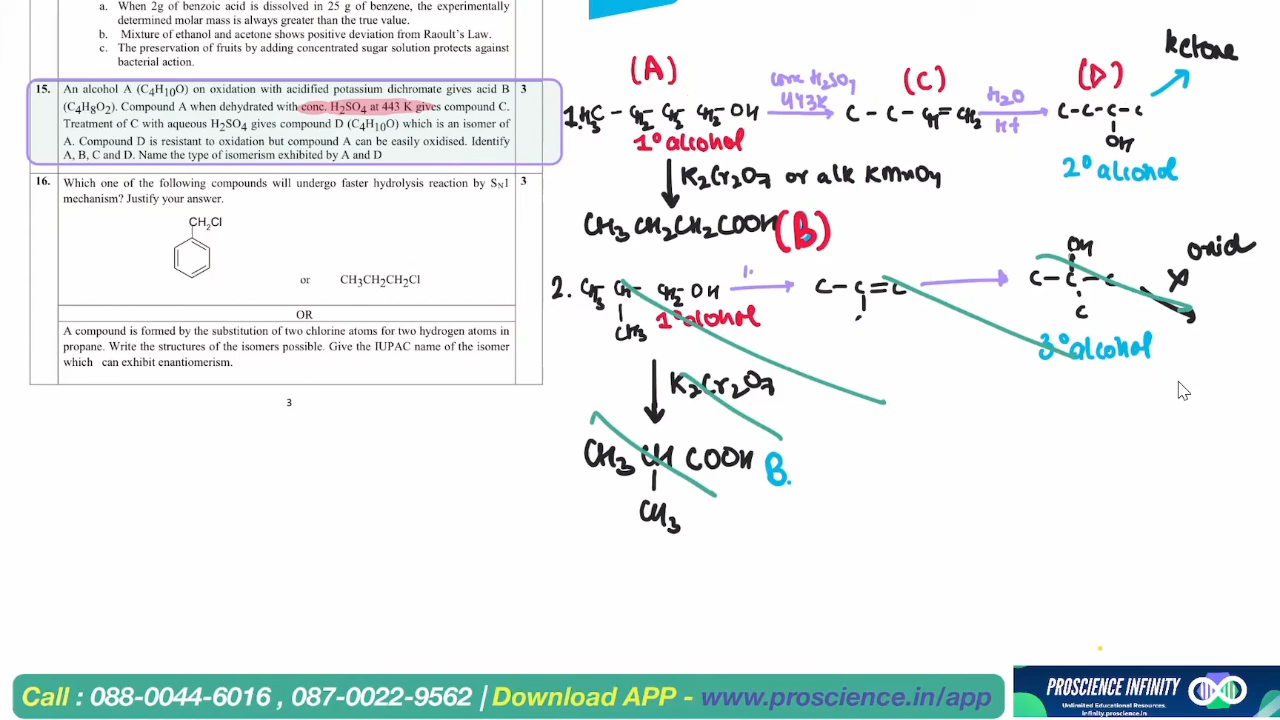 a. When 2g of benzoic acid is dissolved in 25 g of benzene, the experimentally
determined molar mass is always greater than the true value.
b. Mixture of ethanol and acetone shows positive deviation from Raoult's Law.
c. The preservation of fruits by adding concentrated sugar solution protects against
bacterial action.
15. An alcohol A (C4H10O) on oxidation with acidified potassium dichromate gives acid B 3
(C4H8O2). Compound A when dehydrated with conc. H2SO4 at 443 K gives compound C.
Treatment of C with aqueous H2SO4 gives compound D (C4H10O) which is an isomer of
A. Compound D is resistant to oxidation but compound A can be easily oxidised. Identify
A, B, C and D. Name the type of isomerism exhibited by A and D
16. Which one of the following compounds will undergo faster hydrolysis reaction by SN1 3
mechanism? Justify your answer.
CH2Cl
or CH3CH2CH2Cl
OR
A compound is formed by the substitution of two chlorine atoms for two hydrogen atoms in
propane. Write the structures of the isomers possible. Give the IUPAC name of the isomer
which can exhibit enantiomerism.
3
ketone
(A) (C) (D)
conc H2SO4
443K
H2O
H+
1. H3C - CH2 CH2 CH2 - OH
C - C - CH = CH2
C - C - C - C
OH
1° alcohol
2° alcohol
K2Cr2O7 or alk KMnO4
CH3 CH2 CH2 COOH (B)
OH
oxid
2. CH3 CH - CH2 OH
1.
C - C = C
C - C - C
CH3
C
1° alcohol
3° alcohol
K2Cr2O7
CH3 CH COOH B.
CH3
Call : 088-0044-6016 , 087-0022-9562 | Download APP - www.proscience.in/app
PROSCIENCE INFINITY
Unlimited Educational Resources.
infinity.proscience.in